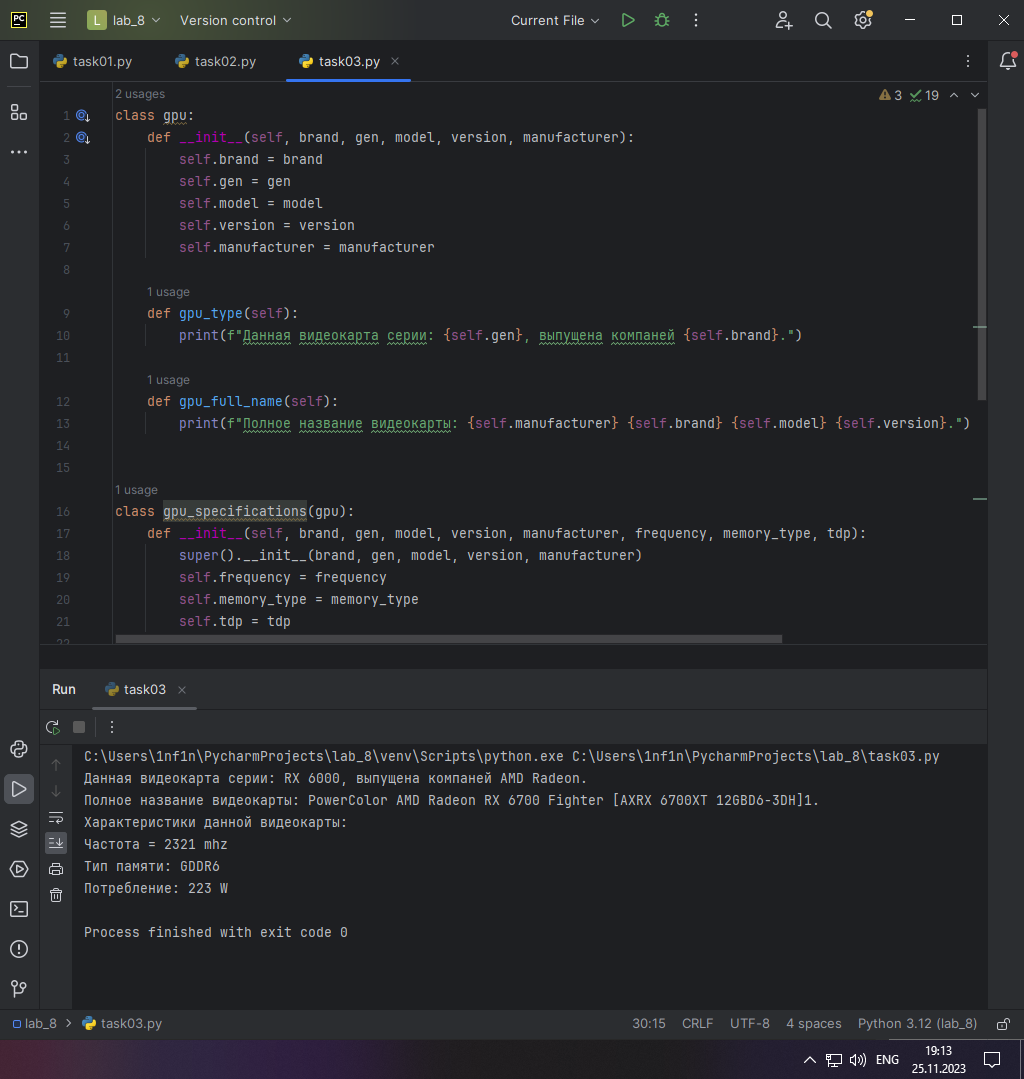 PC L lab_8 Version control Current File
task01.py task02.py task03.py
2 usages 3 19
1 class gpu:
2 def __init__(self, brand, gen, model, version, manufacturer):
3 self.brand = brand
4 self.gen = gen
5 self.model = model
6 self.version = version
7 self.manufacturer = manufacturer
8
1 usage
9 def gpu_type(self):
10 print(f"Данная видеокарта серии: {self.gen}, выпущена компаней {self.brand}.")
11
1 usage
12 def gpu_full_name(self):
13 print(f"Полное название видеокарты: {self.manufacturer} {self.brand} {self.model} {self.version}.")
14
15
1 usage
16 class gpu_specifications(gpu):
17 def __init__(self, brand, gen, model, version, manufacturer, frequency, memory_type, tdp):
18 super().__init__(brand, gen, model, version, manufacturer)
19 self.frequency = frequency
20 self.memory_type = memory_type
21 self.tdp = tdp
22
Run task03
C:\Users\1nf1n\PycharmProjects\lab_8\venv\Scripts\python.exe C:\Users\1nf1n\PycharmProjects\lab_8\task03.py
Данная видеокарта серии: RX 6000, выпущена компаней AMD Radeon.
Полное название видеокарты: PowerColor AMD Radeon RX 6700 Fighter [AXRX 6700XT 12GBD6-3DH]1.
Характеристики данной видеокарты:
Частота = 2321 mhz
Тип памяти: GDDR6
Потребление: 223 W
Process finished with exit code 0
lab_8 > task03.py 30:15 CRLF UTF-8 4 spaces Python 3.12 (lab_8)
ENG 19:13
25.11.2023